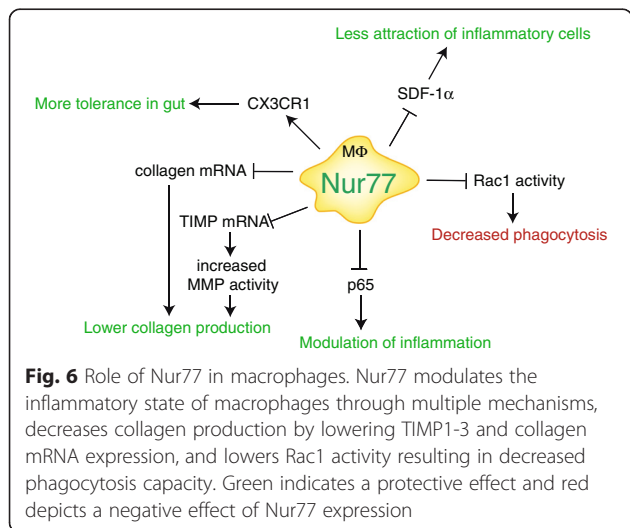 Less attraction of inflammatory cells
SDF-1α
More tolerance in gut
CX3CR1
MΦ
Nur77
collagen mRNA
Rac1 activity
TIMP mRNA
Decreased phagocytosis
increased
MMP activity
p65
Lower collagen production
Modulation of inflammation
Fig. 6 Role of Nur77 in macrophages. Nur77 modulates the
inflammatory state of macrophages through multiple mechanisms,
decreases collagen production by lowering TIMP1-3 and collagen
mRNA expression, and lowers Rac1 activity resulting in decreased
phagocytosis capacity. Green indicates a protective effect and red
depicts a negative effect of Nur77 expression